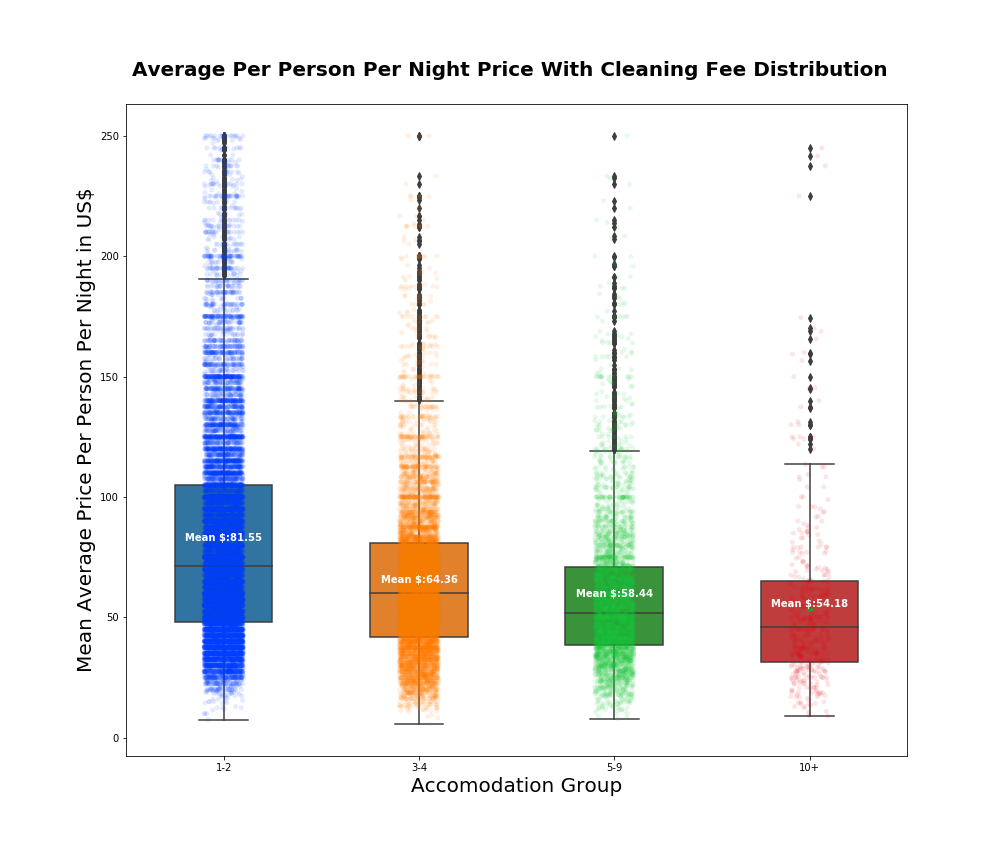 Average Per Person Per Night Price With Cleaning Fee Distribution
Mean Average Price Per Person Per Night in US$
250
200
150
100
50
0
Mean $:81.55
Mean $:64.36
Mean $:58.44
Mean $:54.18
1-2
3-4
5-9
10+
Accomodation Group